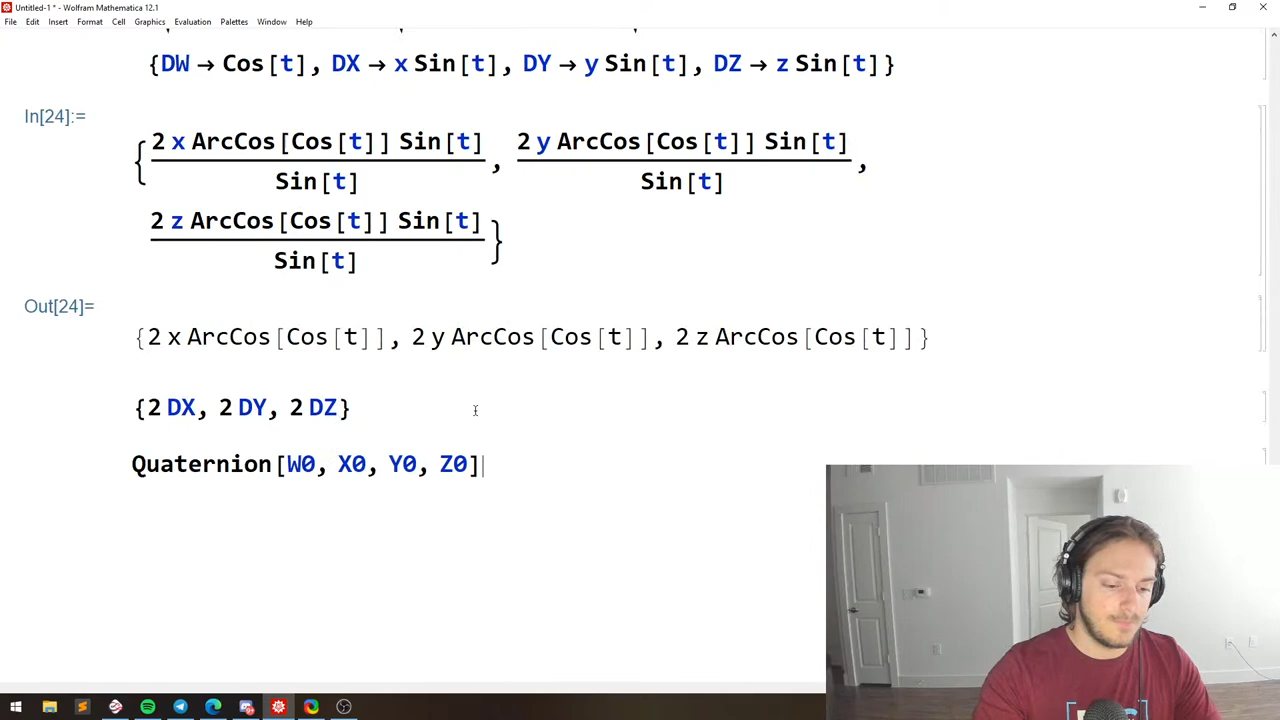 Untitled-1 * - Wolfram Mathematica 12.1
File Edit Insert Format Cell Graphics Evaluation Palettes Window Help
{DW → Cos[t], DX → x Sin[t], DY → y Sin[t], DZ → z Sin[t]}
In[24]:=
{2 x ArcCos[Cos[t]] Sin[t] / Sin[t], 2 y ArcCos[Cos[t]] Sin[t] / Sin[t],
2 z ArcCos[Cos[t]] Sin[t] / Sin[t]}
Out[24]=
{2 x ArcCos[Cos[t]], 2 y ArcCos[Cos[t]], 2 z ArcCos[Cos[t]]}
{2 DX, 2 DY, 2 DZ}
Quaternion[W0, X0, Y0, Z0]